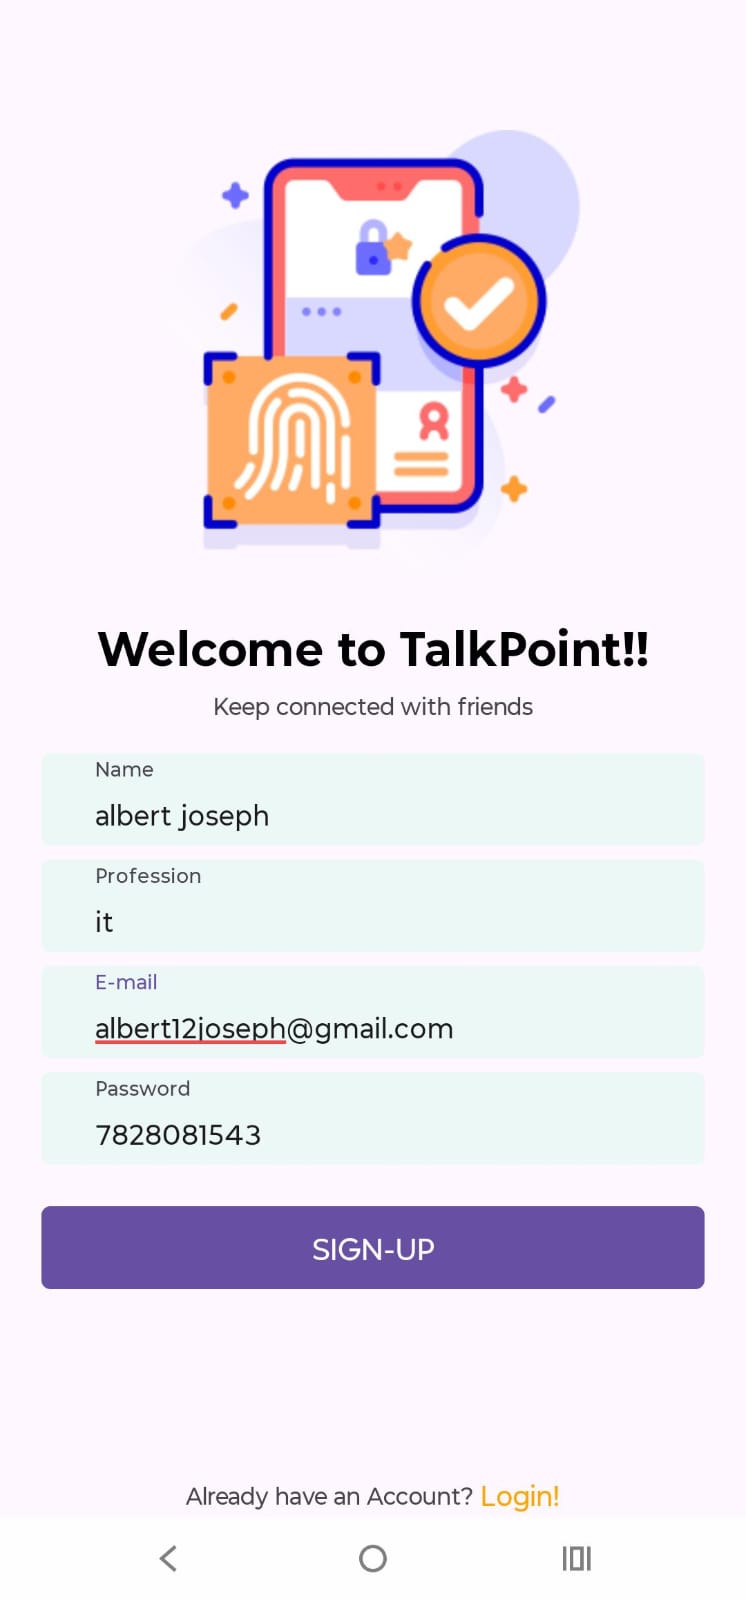 Welcome to TalkPoint!!
Keep connected with friends
Name
albert joseph
Profession
it
E-mail
albert12joseph@gmail.com
Password
7828081543
SIGN-UP
Already have an Account? Login!